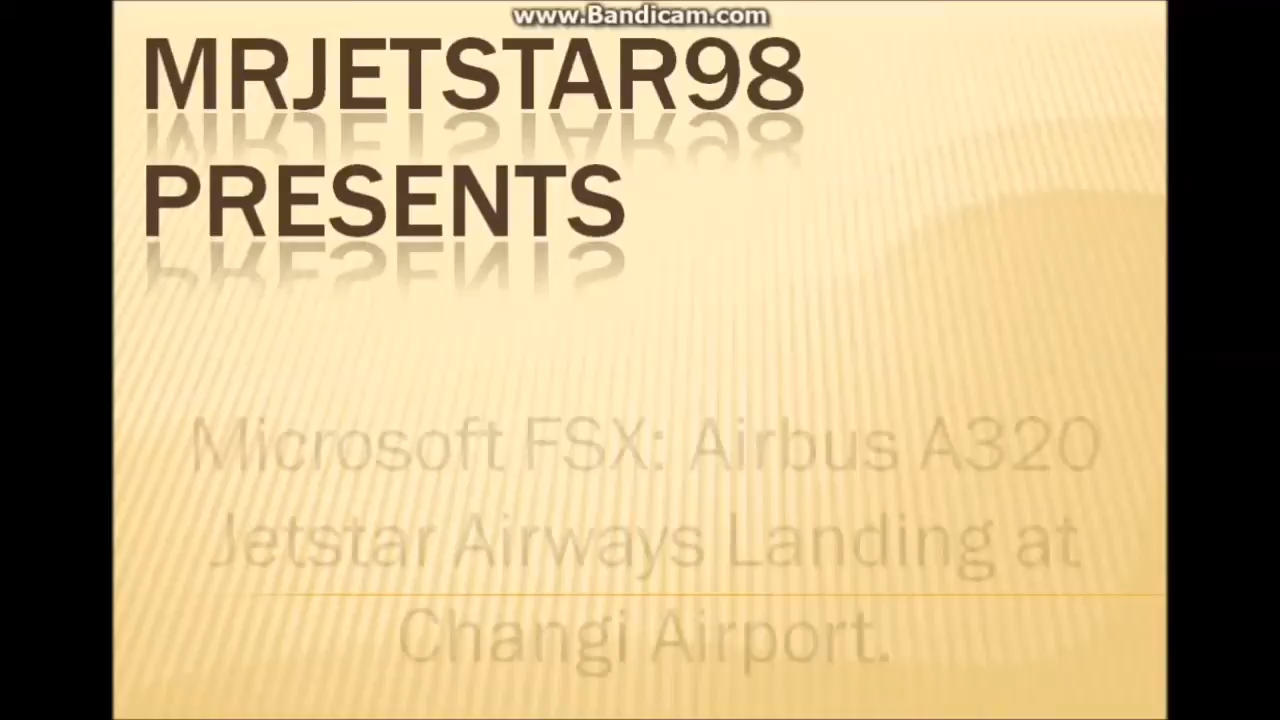 www.Bandicam.com
MRJETSTAR98
PRESENTS
Microsoft FSX: Airbus A320
Jetstar Airways Landing at
Changi Airport.